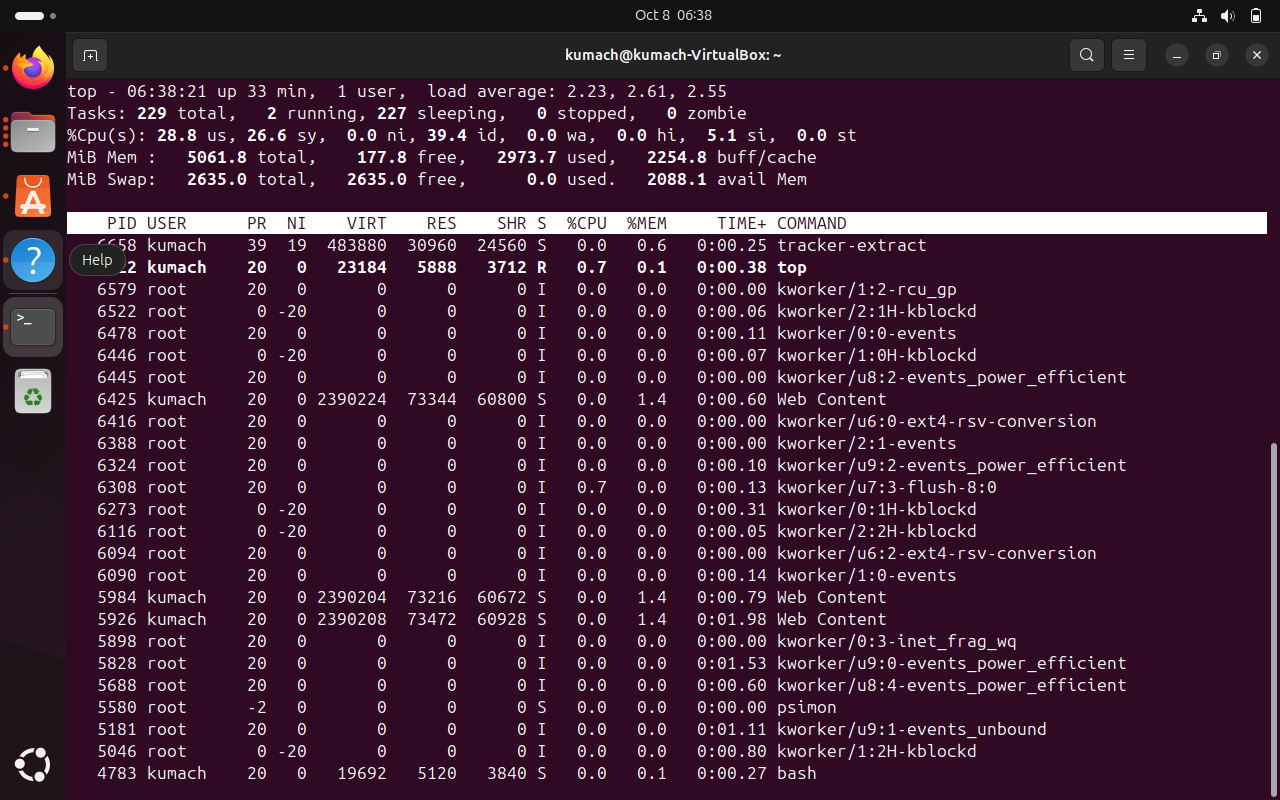 Oct 8 06:38
kumach@kumach-VirtualBox: ~
top - 06:38:21 up 33 min,  1 user,  load average: 2.23, 2.61, 2.55
Tasks: 229 total,   2 running, 227 sleeping,   0 stopped,   0 zombie
%Cpu(s): 28.8 us, 26.6 sy,  0.0 ni, 39.4 id,  0.0 wa,  0.0 hi,  5.1 si,  0.0 st
MiB Mem :   5061.8 total,    177.8 free,   2973.7 used,   2254.8 buff/cache
MiB Swap:   2635.0 total,   2635.0 free,      0.0 used.   2088.1 avail Mem
PID USER      PR  NI    VIRT    RES    SHR S  %CPU  %MEM     TIME+ COMMAND
kumach    39  19  483880  30960  24560 S   0.0   0.6   0:00.25 tracker-extract
Help
kumach    20   0   23184   5888   3712 R   0.7   0.1   0:00.38 top
6579 root      20   0       0      0      0 I   0.0   0.0   0:00.00 kworker/1:2-rcu_gp
6522 root       0 -20       0      0      0 I   0.0   0.0   0:00.06 kworker/2:1H-kblockd
6478 root      20   0       0      0      0 I   0.0   0.0   0:00.11 kworker/0:0-events
6446 root       0 -20       0      0      0 I   0.0   0.0   0:00.07 kworker/1:0H-kblockd
6445 root      20   0       0      0      0 I   0.0   0.0   0:00.00 kworker/u8:2-events_power_efficient
6425 kumach    20   0 2390224  73344  60800 S   0.0   1.4   0:00.60 Web Content
6416 root      20   0       0      0      0 I   0.0   0.0   0:00.00 kworker/u6:0-ext4-rsv-conversion
6388 root      20   0       0      0      0 I   0.0   0.0   0:00.00 kworker/2:1-events
6324 root      20   0       0      0      0 I   0.0   0.0   0:00.10 kworker/u9:2-events_power_efficient
6308 root      20   0       0      0      0 I   0.7   0.0   0:00.13 kworker/u7:3-flush-8:0
6273 root       0 -20       0      0      0 I   0.0   0.0   0:00.31 kworker/0:1H-kblockd
6116 root       0 -20       0      0      0 I   0.0   0.0   0:00.05 kworker/2:2H-kblockd
6094 root      20   0       0      0      0 I   0.0   0.0   0:00.00 kworker/u6:2-ext4-rsv-conversion
6090 root      20   0       0      0      0 I   0.0   0.0   0:00.14 kworker/1:0-events
5984 kumach    20   0 2390204  73216  60672 S   0.0   1.4   0:00.79 Web Content
5926 kumach    20   0 2390208  73472  60928 S   0.0   1.4   0:01.98 Web Content
5898 root      20   0       0      0      0 I   0.0   0.0   0:00.00 kworker/0:3-inet_frag_wq
5828 root      20   0       0      0      0 I   0.0   0.0   0:01.53 kworker/u9:0-events_power_efficient
5688 root      20   0       0      0      0 I   0.0   0.0   0:00.60 kworker/u8:4-events_power_efficient
5580 root      -2   0       0      0      0 S   0.0   0.0   0:00.00 psimon
5181 root      20   0       0      0      0 I   0.0   0.0   0:01.11 kworker/u9:1-events_unbound
5046 root       0 -20       0      0      0 I   0.0   0.0   0:00.80 kworker/1:2H-kblockd
4783 kumach    20   0   19692   5120   3840 S   0.0   0.1   0:00.27 bash